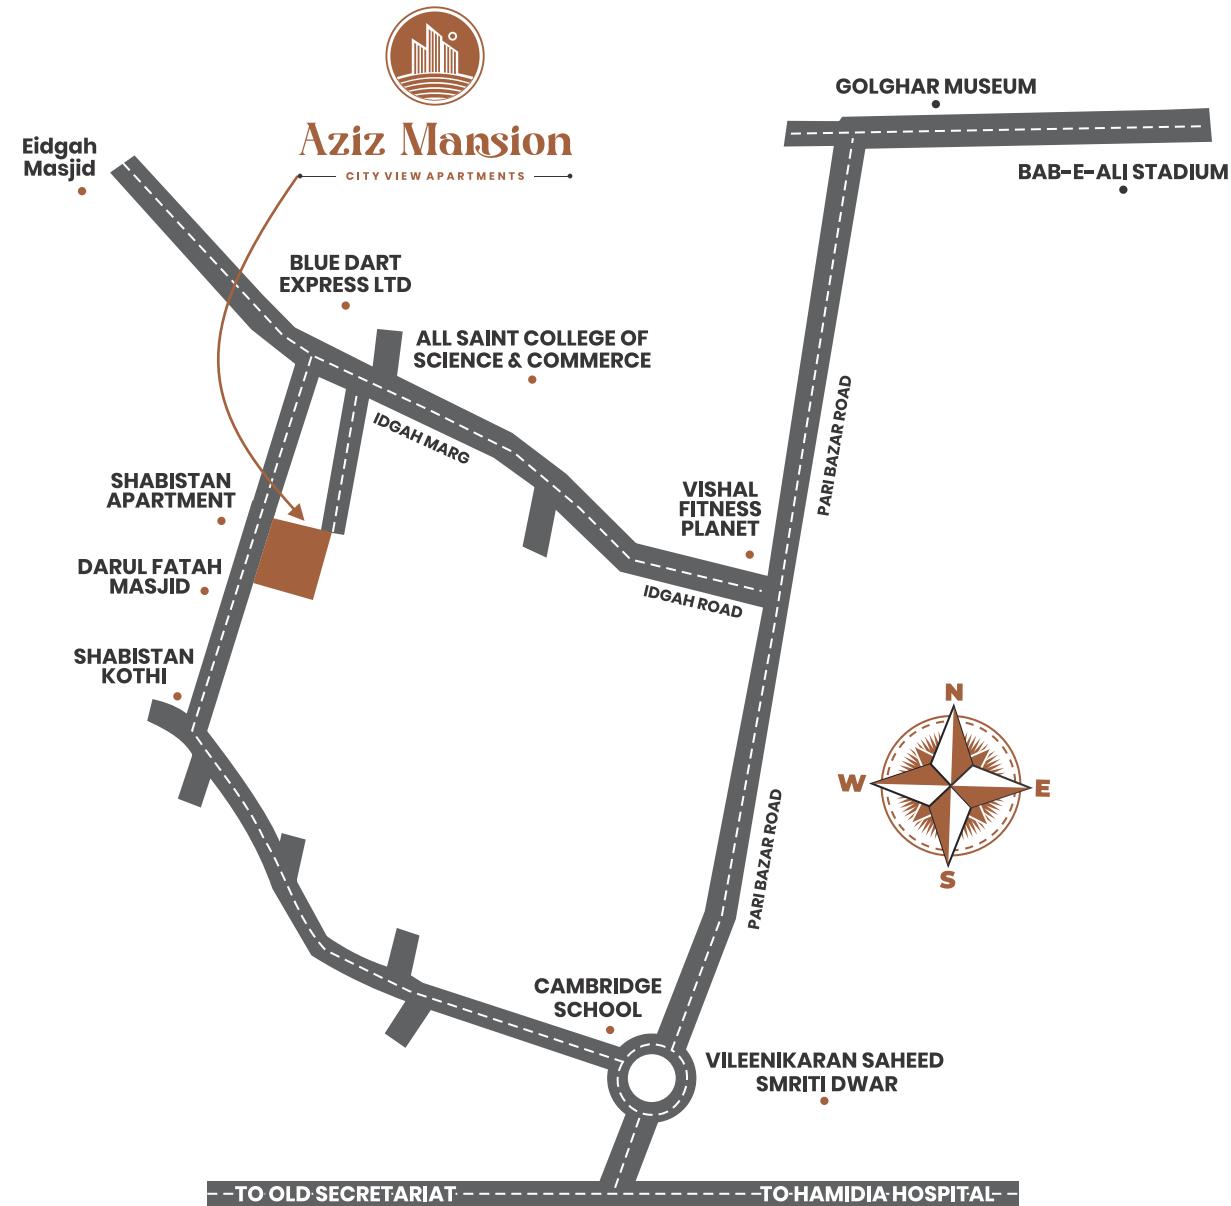 Aziz Mansion
CITY VIEW APARTMENTS
GOLGHAR MUSEUM
BAB-E-ALI STADIUM
Eidgah
Masjid
BLUE DART
EXPRESS LTD
ALL SAINT COLLEGE OF
SCIENCE & COMMERCE
IDGAH MARG
PARI BAZAR ROAD
SHABISTAN
APARTMENT
VISHAL
FITNESS
PLANET
DARUL FATAH
MASJID
IDGAH ROAD
SHABISTAN
KOTHI
N
W
E
S
PARI BAZAR ROAD
CAMBRIDGE
SCHOOL
VILEENIKARAN SAHEED
SMRITI DWAR
TO OLD SECRETARIAT
TO HAMIDIA HOSPITAL